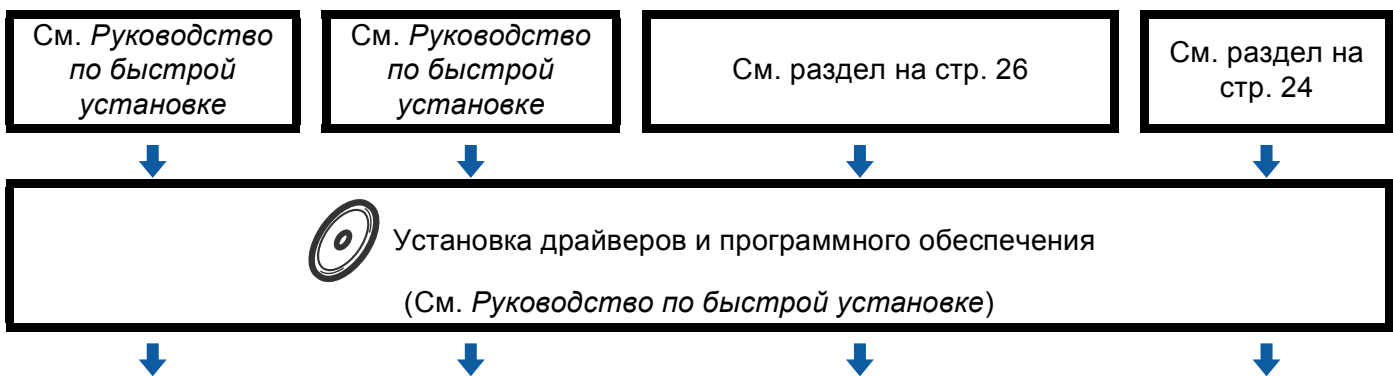 См. Руководство
по быстрой
установке
См. Руководство
по быстрой
установке
См. раздел на стр. 26
См. раздел на
стр. 24
Установка драйверов и программного обеспечения
(См. Руководство по быстрой установке)